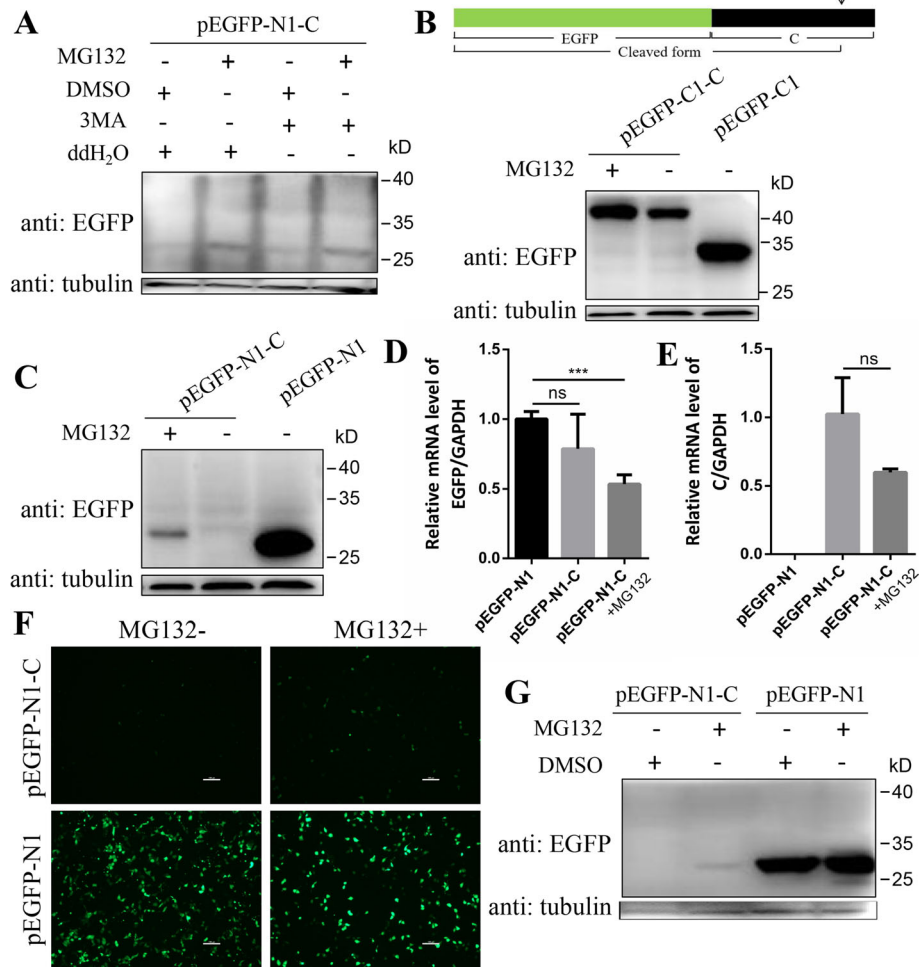 A
pEGFP-N1-C
MG132 - + - +
DMSO + - + -
3MA - - + +
ddH₂O + + - -
kD
40
anti: EGFP
35
25
anti: tubulin
B
EGFP C
Cleaved form
pEGFP-C1-C pEGFP-C1
MG132 + - -
kD
40
35
anti: EGFP
25
anti: tubulin
C
pEGFP-N1-C pEGFP-N1
MG132 + - -
kD
40
35
anti: EGFP
25
anti: tubulin
D
Relative mRNA level of
EGFP/GAPDH
1.5
1.0
0.5
0.0
***
ns
pEGFP-N1
pEGFP-N1-C
pEGFP-N1-C
+MG132
E
Relative mRNA level of
C/GAPDH
1.5
1.0
0.5
0.0
ns
pEGFP-N1
pEGFP-N1-C
pEGFP-N1-C
+MG132
F
MG132- MG132+
pEGFP-N1-C
pEGFP-N1
G
pEGFP-N1-C pEGFP-N1
MG132 - + - +
DMSO + - + -
kD
40
anti: EGFP
35
25
anti: tubulin